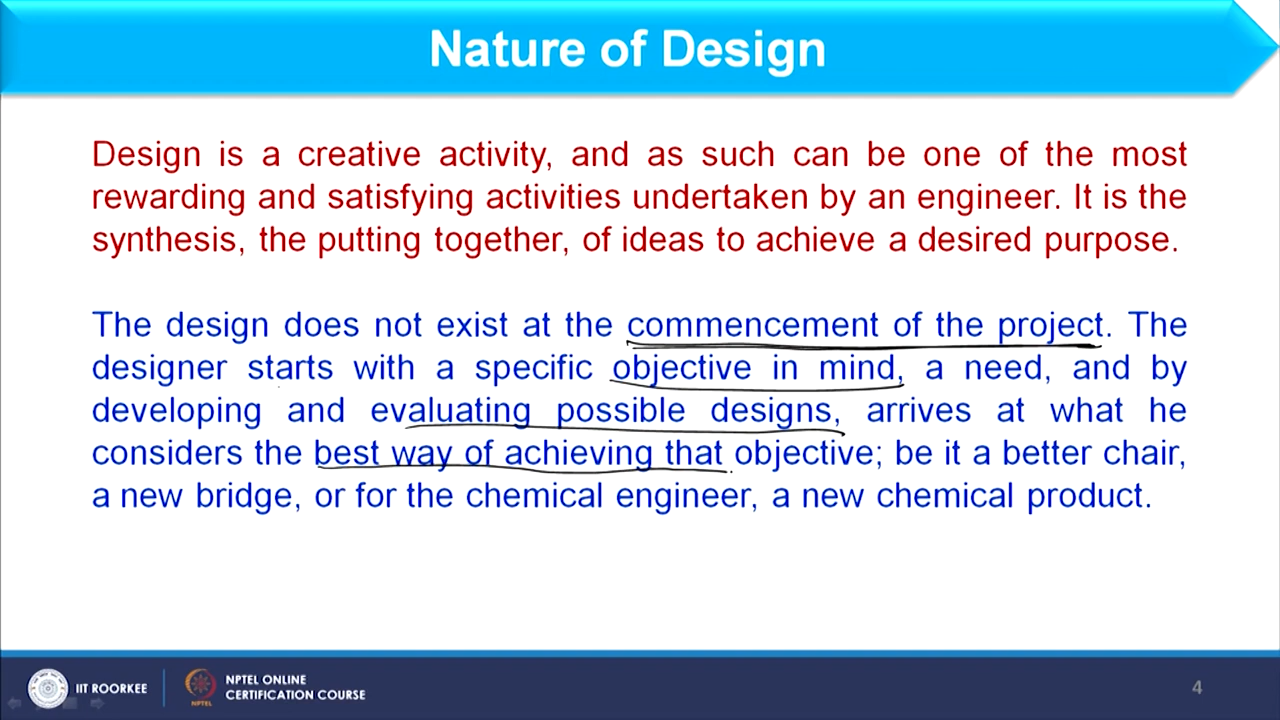 Nature of Design
Design is a creative activity, and as such can be one of the most
rewarding and satisfying activities undertaken by an engineer. It is the
synthesis, the putting together, of ideas to achieve a desired purpose.
The design does not exist at the commencement of the project. The
designer starts with a specific objective in mind, a need, and by
developing and evaluating possible designs, arrives at what he
considers the best way of achieving that objective; be it a better chair,
a new bridge, or for the chemical engineer, a new chemical product.
IIT ROORKEE
NPTEL
NPTEL ONLINE
CERTIFICATION COURSE
4